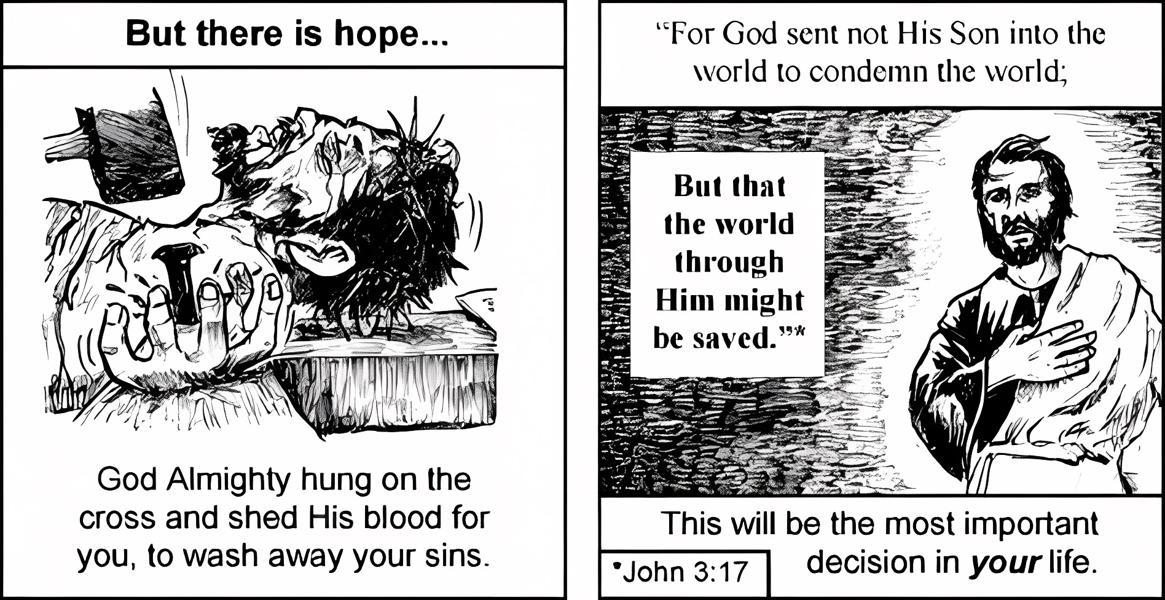 But there is hope...
God Almighty hung on the
cross and shed His blood for
you, to wash away your sins.
"For God sent not His Son into the
world to condemn the world;
But that
the world
through
Him might
be saved."*
This will be the most important
decision in your life.
*John 3:17